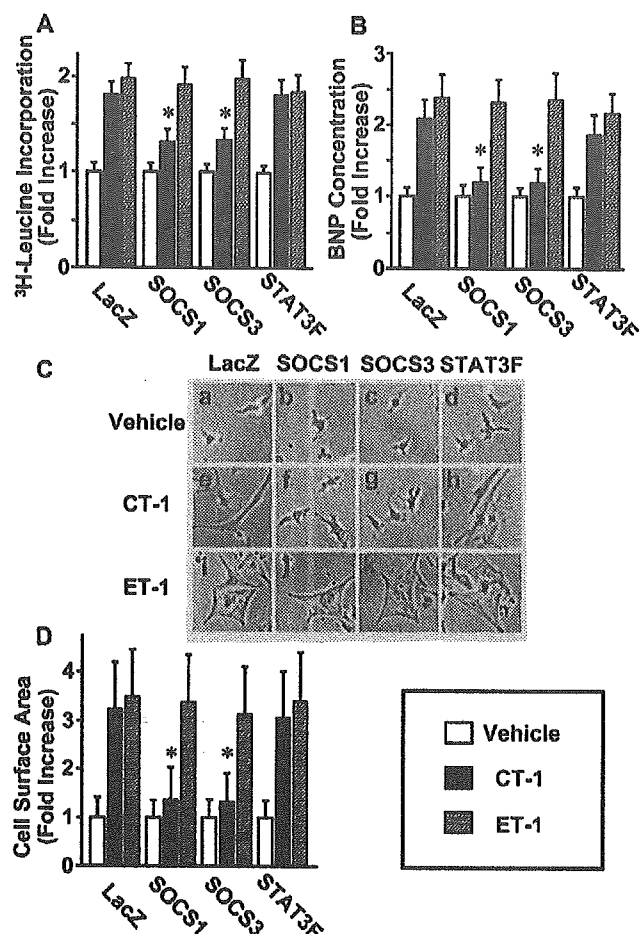 A
³H-Leucine Incorporation
(Fold Increase)
2
1
0
*
*
LacZ
SOCS1
SOCS3
STAT3F
B
BNP Concentration
(Fold Increase)
3
2
1
0
*
*
LacZ
SOCS1
SOCS3
STAT3F
C
LacZ SOCS1 SOCS3 STAT3F
Vehicle
a b c d
CT-1
e f g h
ET-1
i j
D
Cell Surface Area
(Fold Increase)
4
3
2
1
0
*
*
LacZ
SOCS1
SOCS3
STAT3F
Vehicle
CT-1
ET-1